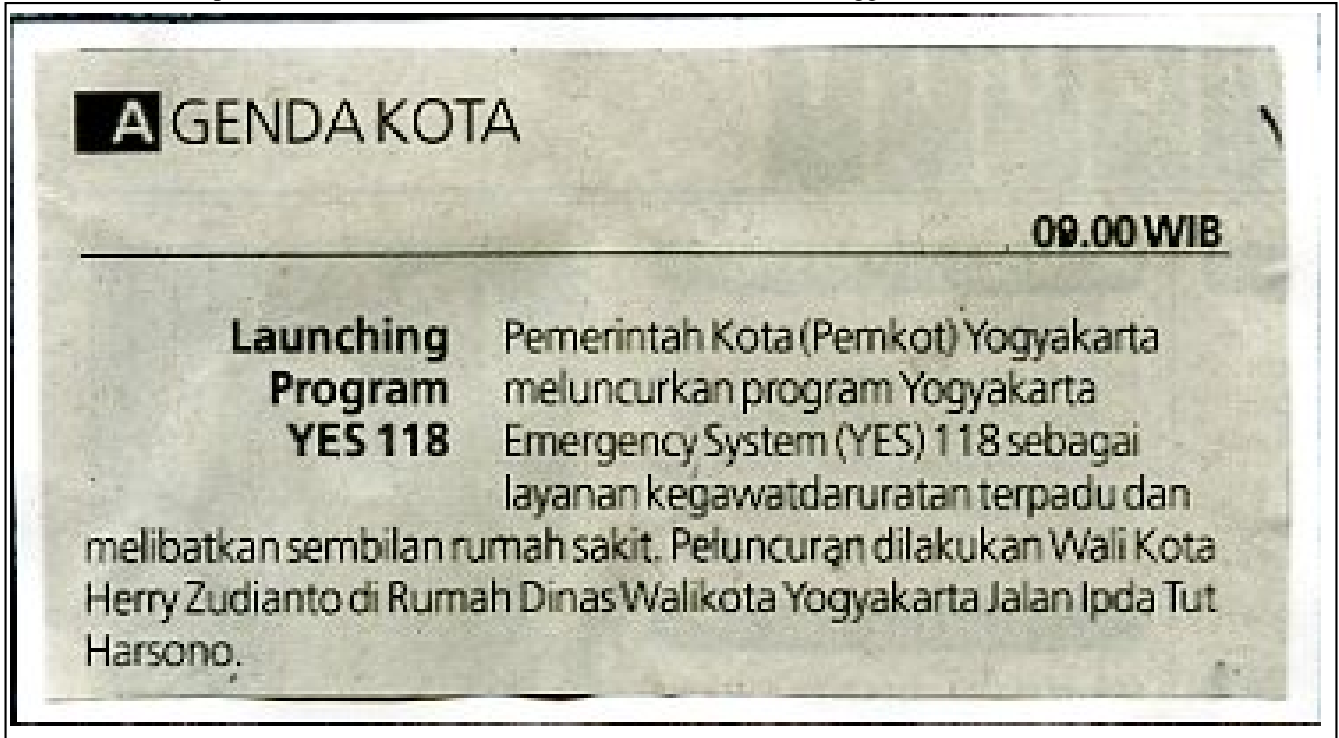 AGENDA KOTA
09.00 WIB
Launching Pemerintah Kota (Pemkot) Yogyakarta
Program meluncurkan program Yogyakarta
YES 118 Emergency System (YES) 118 sebagai
layanan kegawatdaruratan terpadu dan
melibatkan sembilan rumah sakit. Peluncuran dilakukan Wali Kota
Herry Zudianto di Rumah Dinas Walikota Yogyakarta Jalan Ipda Tut
Harsono.